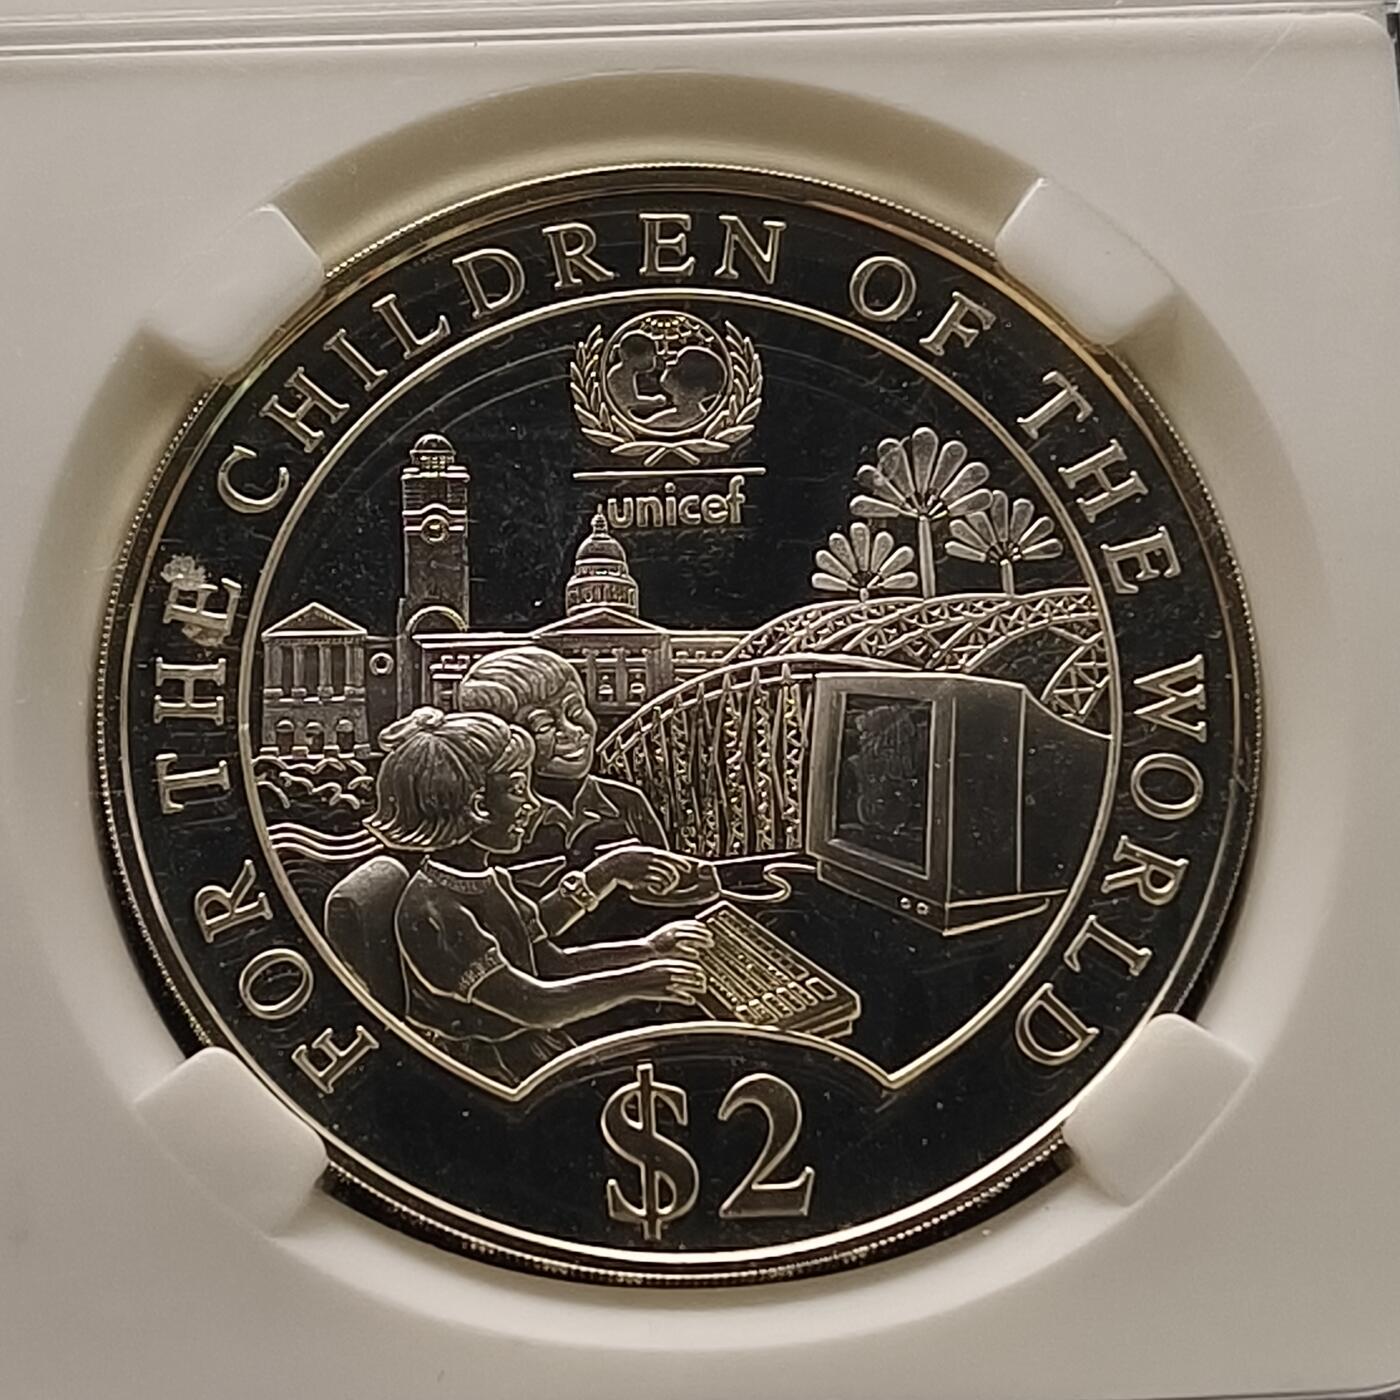 FOR THE CHILDREN OF THE WORLD
unicef
$2